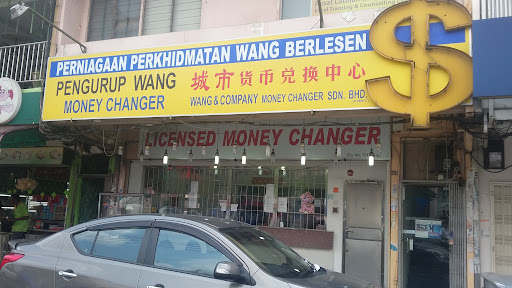 PERNIAGAAN PERKHIDMATAN WANG BERLESEN
PENGURUP WANG
MONEY CHANGER
城市货币兑换中心
WANG & COMPANY MONEY CHANGER SDN. BHD.
$
LICENSED MONEY CHANGER